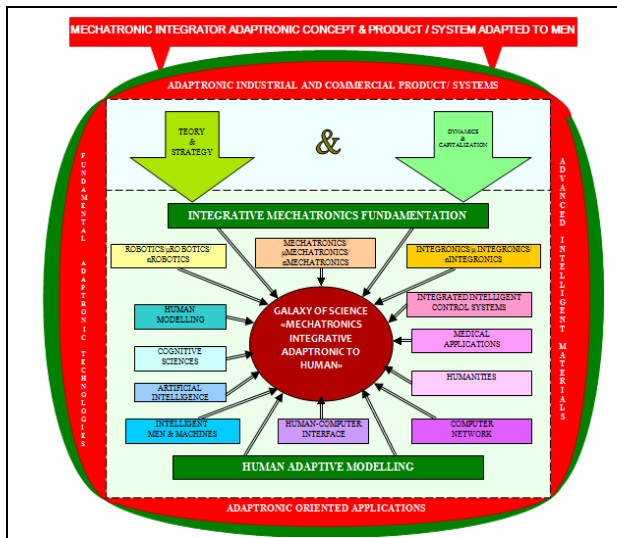 MECHATRONIC INTEGRATOR ADAPTRONIC CONCEPT & PRODUCT / SYSTEM ADAPTED TO MEN
ADAPTRONIC INDUSTRIAL AND COMMERCIAL PRODUCT/ SYSTEMS
TEORY
&
STRATEGY
&
DYNAMICS
&
CAPITALIZATION
FUNDAMENTAL ADAPTRONIC TECHNOLOGIES
ADVANCED INTELLIGENT MATERIALS
INTEGRATIVE MECHATRONICS FUNDAMENTATION
ROBOTICS/μROBOTICS/
nROBOTICS
MECHATRONICS/
μMECHATRONICS/
nMECHATRONICS
INTEGRONICS/μ INTEGRONICS/
nINTEGRONICS
HUMAN
MODELLING
GALAXY OF SCIENCE
«MECHATRONICS
INTEGRATIVE
ADAPTRONIC TO
HUMAN»
INTEGRATED INTELLIGENT
CONTROL SYSTEMS
COGNITIVE
SCIENCES
MEDICAL
APPLICATIONS
ARTIFICIAL
INTELLIGENCE
HUMANITIES
INTELLIGENT
MEN & MACHINES
HUMAN-COMPUTER
INTERFACE
COMPUTER
NETWORK
HUMAN ADAPTIVE MODELLING
ADAPTRONIC ORIENTED APPLICATIONS